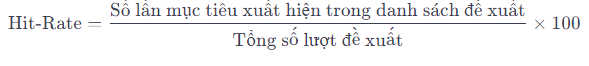 Hit-Rate = Số lần mục tiêu xuất hiện trong danh sách đề xuất / Tổng số lượt đề xuất × 100